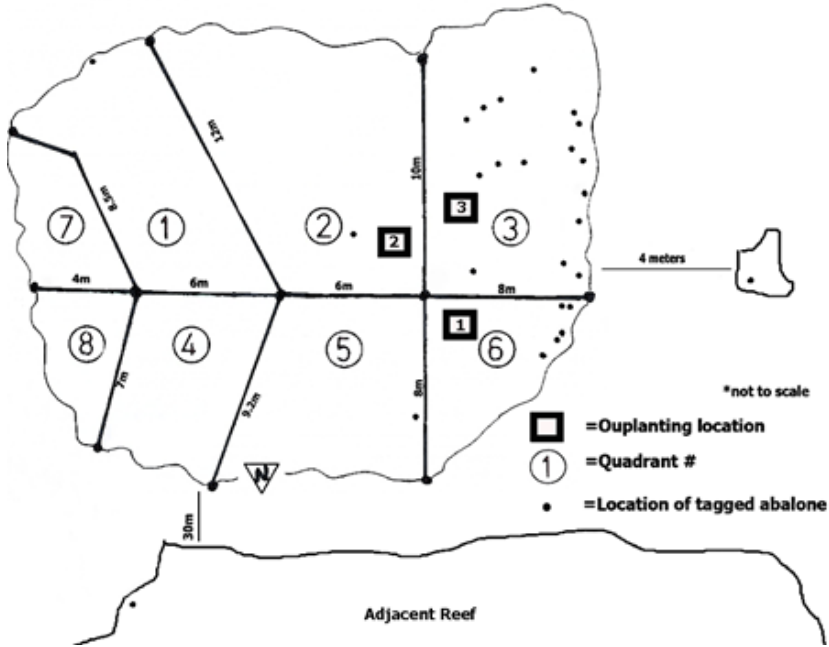 12m
10m
8.5m
7
1
2
2
3
3
4m
6m
6m
8m
4 meters
8
4
5
1
6
7m
9.2m
8m
*not to scale
=Ouplanting location
1
=Quadrant #
N
=Location of tagged abalone
30m
Adjacent Reef